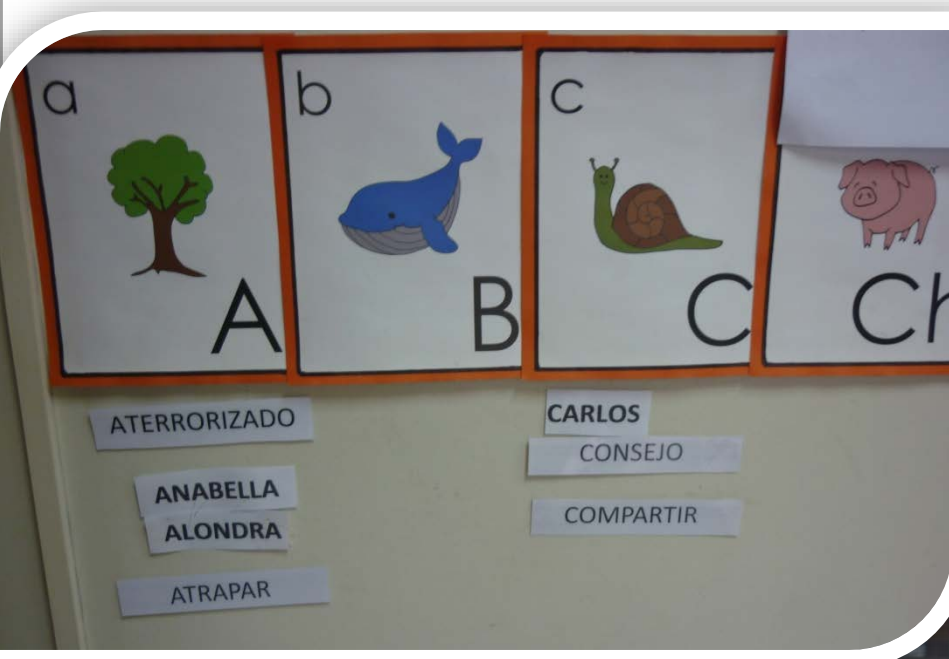 a
A
b
B
c
C
Ch
ATERRORIZADO
ANABELLA
ALONDRA
ATRAPAR
CARLOS
CONSEJO
COMPARTIR